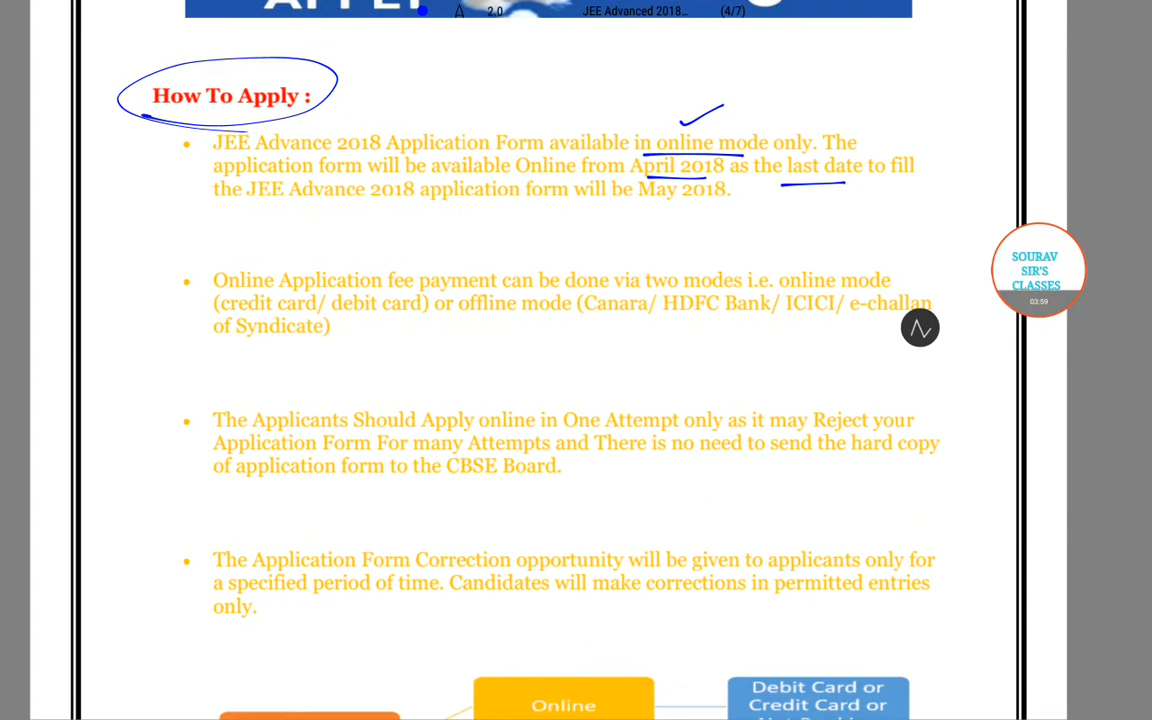 2.0 JEE Advanced 2018... (4/7)
How To Apply :
JEE Advance 2018 Application Form available in online mode only. The
application form will be available Online from April 2018 as the last date to fill
the JEE Advance 2018 application form will be May 2018.
Online Application fee payment can be done via two modes i.e. online mode
(credit card/ debit card) or offline mode (Canara/ HDFC Bank/ ICICI/ e-challan
of Syndicate)
SOURAV
SIR'S
CLASSES
03:59
The Applicants Should Apply online in One Attempt only as it may Reject your
Application Form For many Attempts and There is no need to send the hard copy
of application form to the CBSE Board.
The Application Form Correction opportunity will be given to applicants only for
a specified period of time. Candidates will make corrections in permitted entries
only.
Online
Debit Card or
Credit Card or